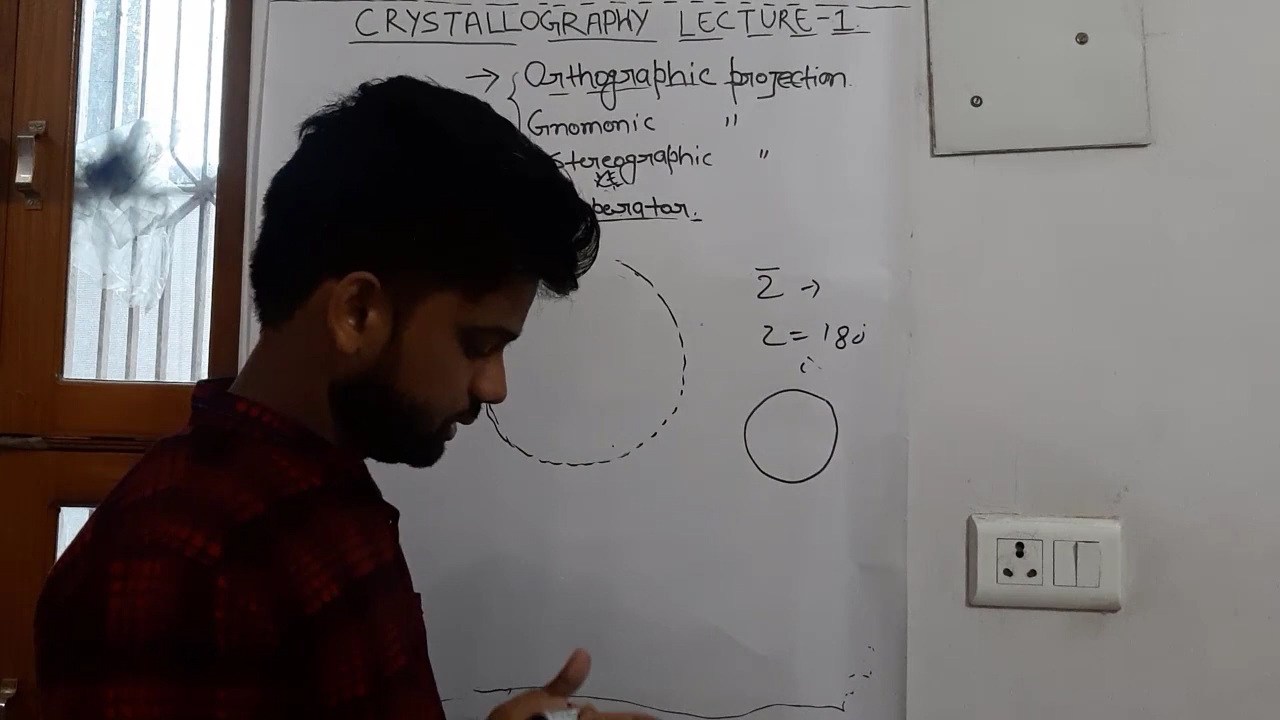 CRYSTALLOGRAPHY LECTURE-1.
→ Orthographic projection.
Gnomonic "
Stereographic "
2̅ →
2 = 180
i